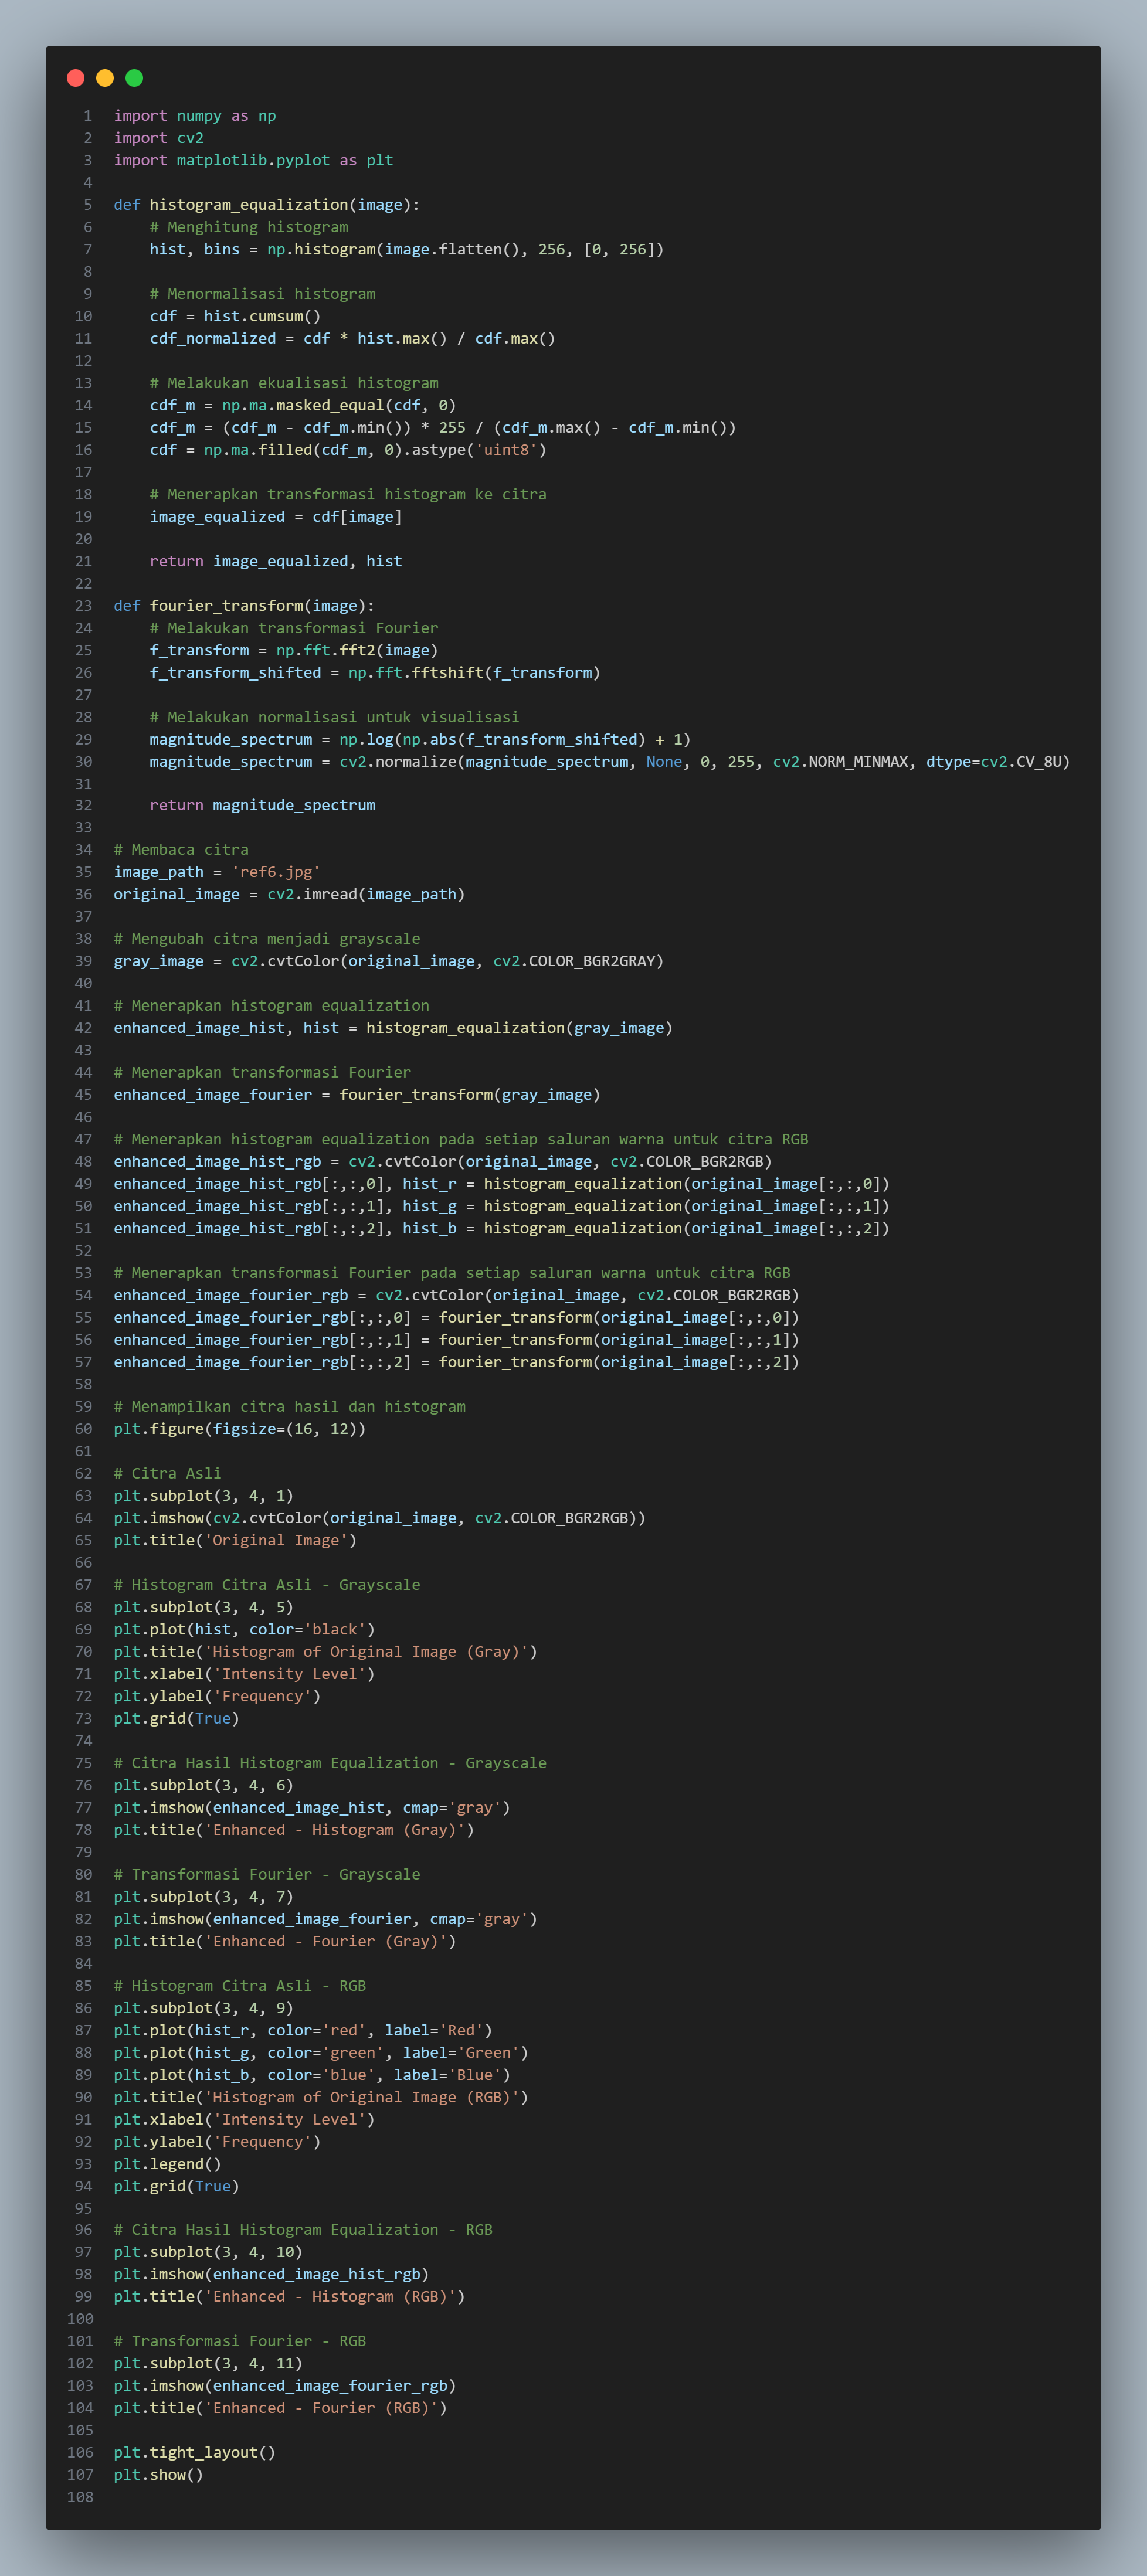 1 import numpy as np
2 import cv2
3 import matplotlib.pyplot as plt
4
5 def histogram_equalization(image):
6     # Menghitung histogram
7     hist, bins = np.histogram(image.flatten(), 256, [0, 256])
8
9     # Menormalisasi histogram
10     cdf = hist.cumsum()
11     cdf_normalized = cdf * hist.max() / cdf.max()
12
13     # Melakukan ekualisasi histogram
14     cdf_m = np.ma.masked_equal(cdf, 0)
15     cdf_m = (cdf_m - cdf_m.min()) * 255 / (cdf_m.max() - cdf_m.min())
16     cdf = np.ma.filled(cdf_m, 0).astype('uint8')
17
18     # Menerapkan transformasi histogram ke citra
19     image_equalized = cdf[image]
20
21     return image_equalized, hist
22
23 def fourier_transform(image):
24     # Melakukan transformasi Fourier
25     f_transform = np.fft.fft2(image)
26     f_transform_shifted = np.fft.fftshift(f_transform)
27
28     # Melakukan normalisasi untuk visualisasi
29     magnitude_spectrum = np.log(np.abs(f_transform_shifted) + 1)
30     magnitude_spectrum = cv2.normalize(magnitude_spectrum, None, 0, 255, cv2.NORM_MINMAX, dtype=cv2.CV_8U)
31
32     return magnitude_spectrum
33
34 # Membaca citra
35 image_path = 'ref6.jpg'
36 original_image = cv2.imread(image_path)
37
38 # Mengubah citra menjadi grayscale
39 gray_image = cv2.cvtColor(original_image, cv2.COLOR_BGR2GRAY)
40
41 # Menerapkan histogram equalization
42 enhanced_image_hist, hist = histogram_equalization(gray_image)
43
44 # Menerapkan transformasi Fourier
45 enhanced_image_fourier = fourier_transform(gray_image)
46
47 # Menerapkan histogram equalization pada setiap saluran warna untuk citra RGB
48 enhanced_image_hist_rgb = cv2.cvtColor(original_image, cv2.COLOR_BGR2RGB)
49 enhanced_image_hist_rgb[:,:,0], hist_r = histogram_equalization(original_image[:,:,0])
50 enhanced_image_hist_rgb[:,:,1], hist_g = histogram_equalization(original_image[:,:,1])
51 enhanced_image_hist_rgb[:,:,2], hist_b = histogram_equalization(original_image[:,:,2])
52
53 # Menerapkan transformasi Fourier pada setiap saluran warna untuk citra RGB
54 enhanced_image_fourier_rgb = cv2.cvtColor(original_image, cv2.COLOR_BGR2RGB)
55 enhanced_image_fourier_rgb[:,:,0] = fourier_transform(original_image[:,:,0])
56 enhanced_image_fourier_rgb[:,:,1] = fourier_transform(original_image[:,:,1])
57 enhanced_image_fourier_rgb[:,:,2] = fourier_transform(original_image[:,:,2])
58
59 # Menampilkan citra hasil dan histogram
60 plt.figure(figsize=(16, 12))
61
62 # Citra Asli
63 plt.subplot(3, 4, 1)
64 plt.imshow(cv2.cvtColor(original_image, cv2.COLOR_BGR2RGB))
65 plt.title('Original Image')
66
67 # Histogram Citra Asli - Grayscale
68 plt.subplot(3, 4, 5)
69 plt.plot(hist, color='black')
70 plt.title('Histogram of Original Image (Gray)')
71 plt.xlabel('Intensity Level')
72 plt.ylabel('Frequency')
73 plt.grid(True)
74
75 # Citra Hasil Histogram Equalization - Grayscale
76 plt.subplot(3, 4, 6)
77 plt.imshow(enhanced_image_hist, cmap='gray')
78 plt.title('Enhanced - Histogram (Gray)')
79
80 # Transformasi Fourier - Grayscale
81 plt.subplot(3, 4, 7)
82 plt.imshow(enhanced_image_fourier, cmap='gray')
83 plt.title('Enhanced - Fourier (Gray)')
84
85 # Histogram Citra Asli - RGB
86 plt.subplot(3, 4, 9)
87 plt.plot(hist_r, color='red', label='Red')
88 plt.plot(hist_g, color='green', label='Green')
89 plt.plot(hist_b, color='blue', label='Blue')
90 plt.title('Histogram of Original Image (RGB)')
91 plt.xlabel('Intensity Level')
92 plt.ylabel('Frequency')
93 plt.legend()
94 plt.grid(True)
95
96 # Citra Hasil Histogram Equalization - RGB
97 plt.subplot(3, 4, 10)
98 plt.imshow(enhanced_image_hist_rgb)
99 plt.title('Enhanced - Histogram (RGB)')
100
101 # Transformasi Fourier - RGB
102 plt.subplot(3, 4, 11)
103 plt.imshow(enhanced_image_fourier_rgb)
104 plt.title('Enhanced - Fourier (RGB)')
105
106 plt.tight_layout()
107 plt.show()
108